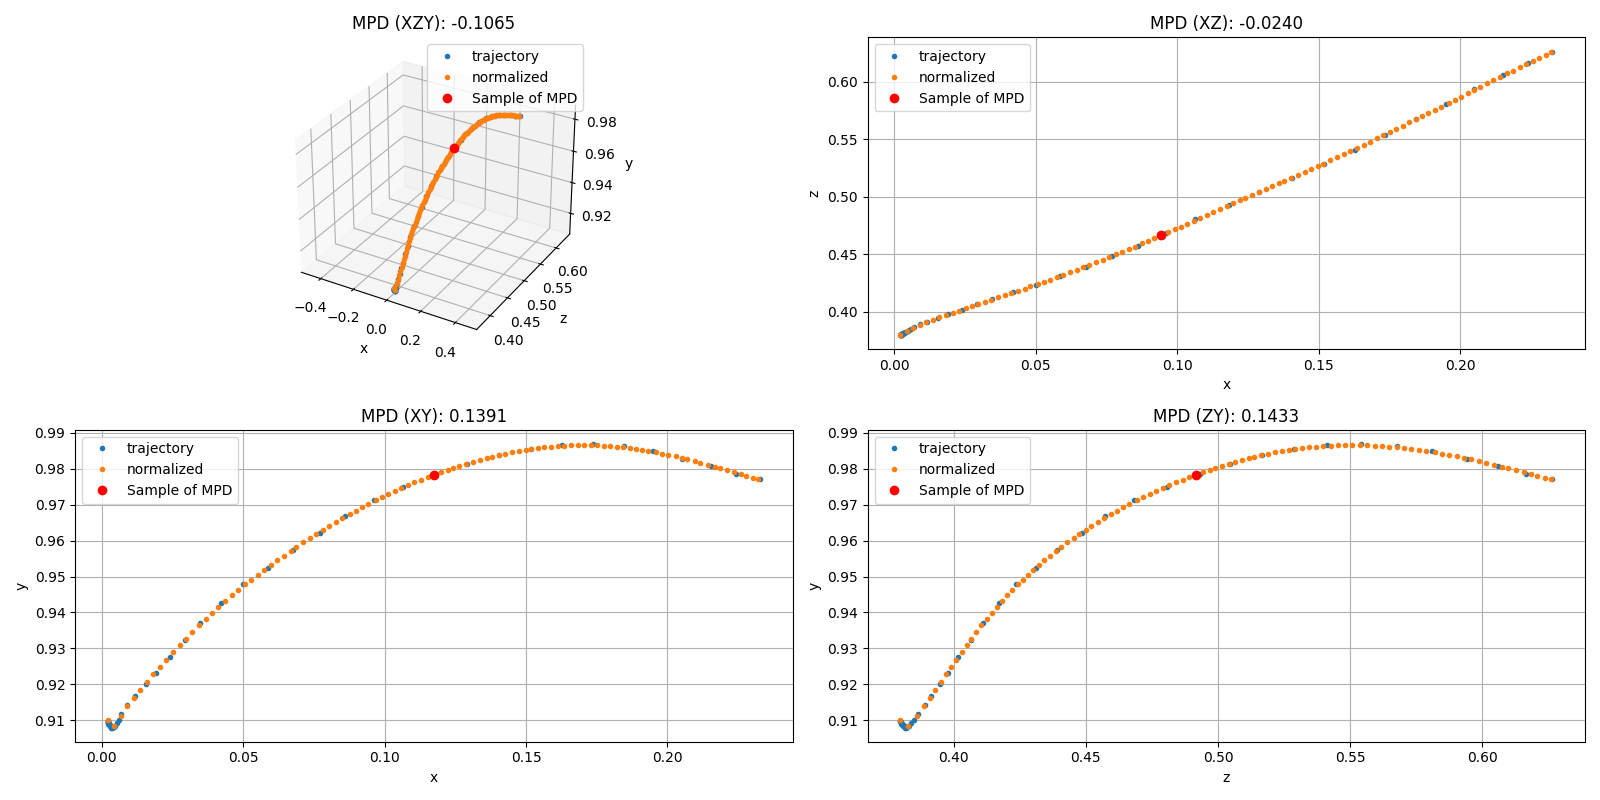 MPD (XZY): -0.1065
trajectory
normalized
Sample of MPD
0.98
0.96
0.94
0.92
y
0.60
0.55
0.50
0.45
0.40
z
−0.4
−0.2
0.0
0.2
0.4
x
MPD (XZ): -0.0240
trajectory
normalized
Sample of MPD
0.60
0.55
0.50
0.45
0.40
z
0.00 0.05 0.10 0.15 0.20
x
MPD (XY): 0.1391
trajectory
normalized
Sample of MPD
0.99
0.98
0.97
0.96
0.95
0.94
0.93
0.92
0.91
y
0.00 0.05 0.10 0.15 0.20
x
MPD (ZY): 0.1433
trajectory
normalized
Sample of MPD
0.99
0.98
0.97
0.96
0.95
0.94
0.93
0.92
0.91
y
0.40 0.45 0.50 0.55 0.60
z